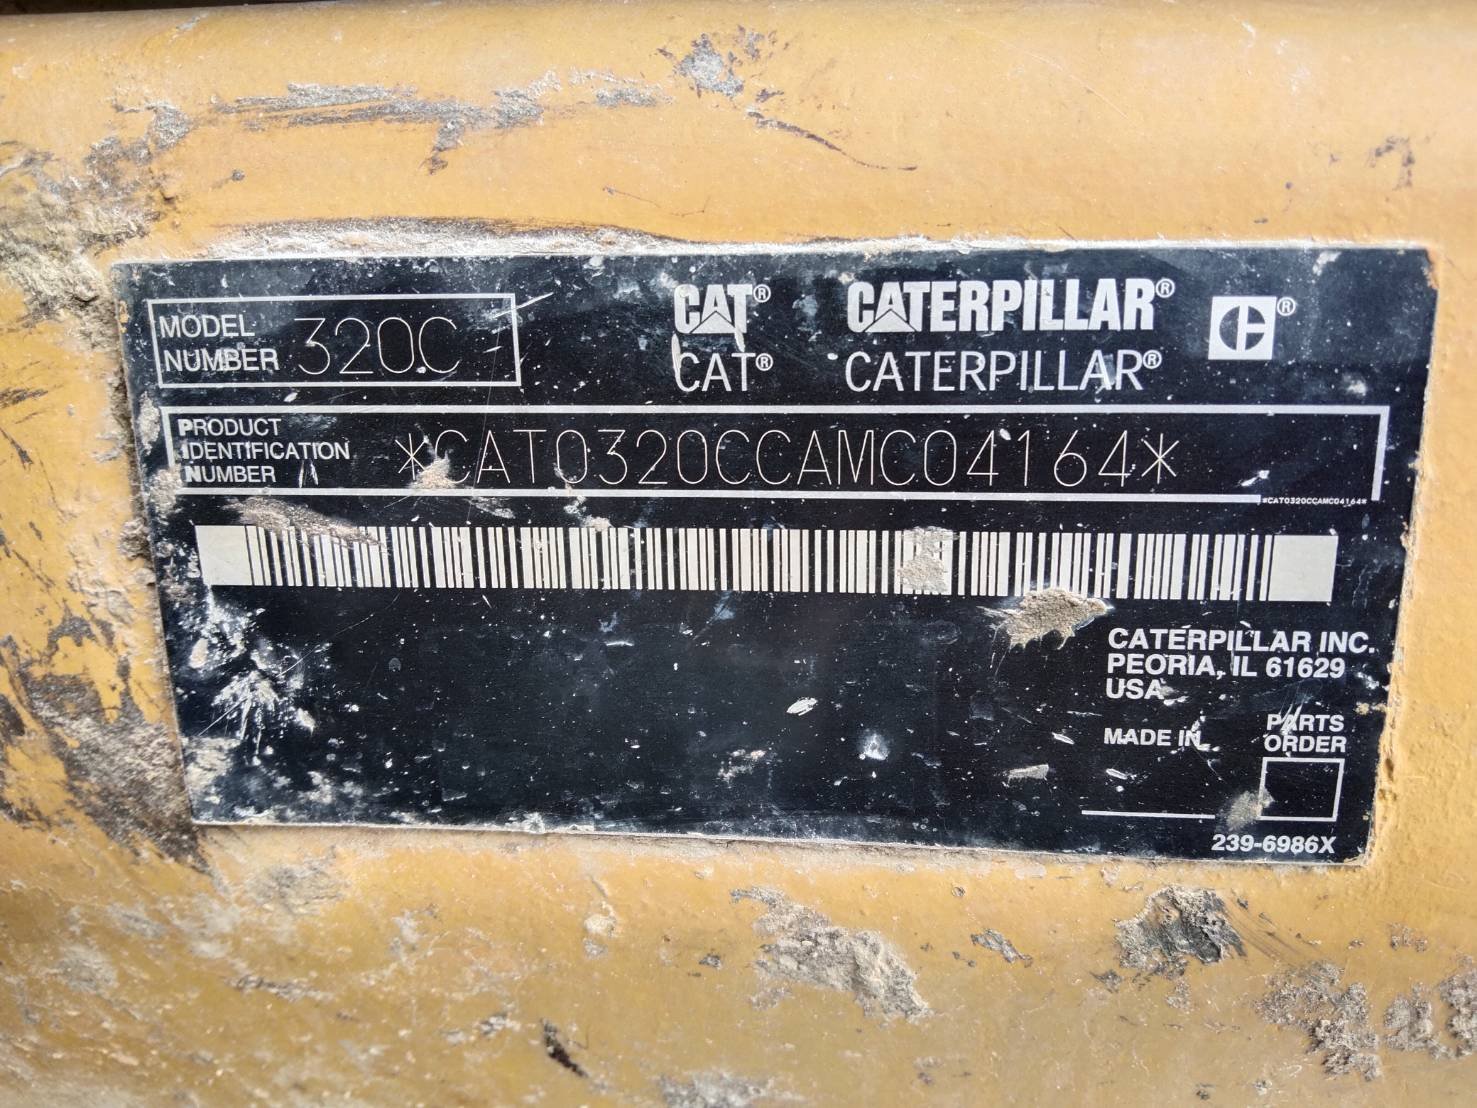 MODEL
NUMBER 320C
CAT® CATERPILLAR® C®
CAT® CATERPILLAR®
PRODUCT
IDENTIFICATION
NUMBER
*CAT0320CCAMC04164*
*CAT0320CCAMC04164*
CATERPILLAR INC.
PEORIA, IL 61629
USA
MADE IN
PARTS
ORDER
239-6986X